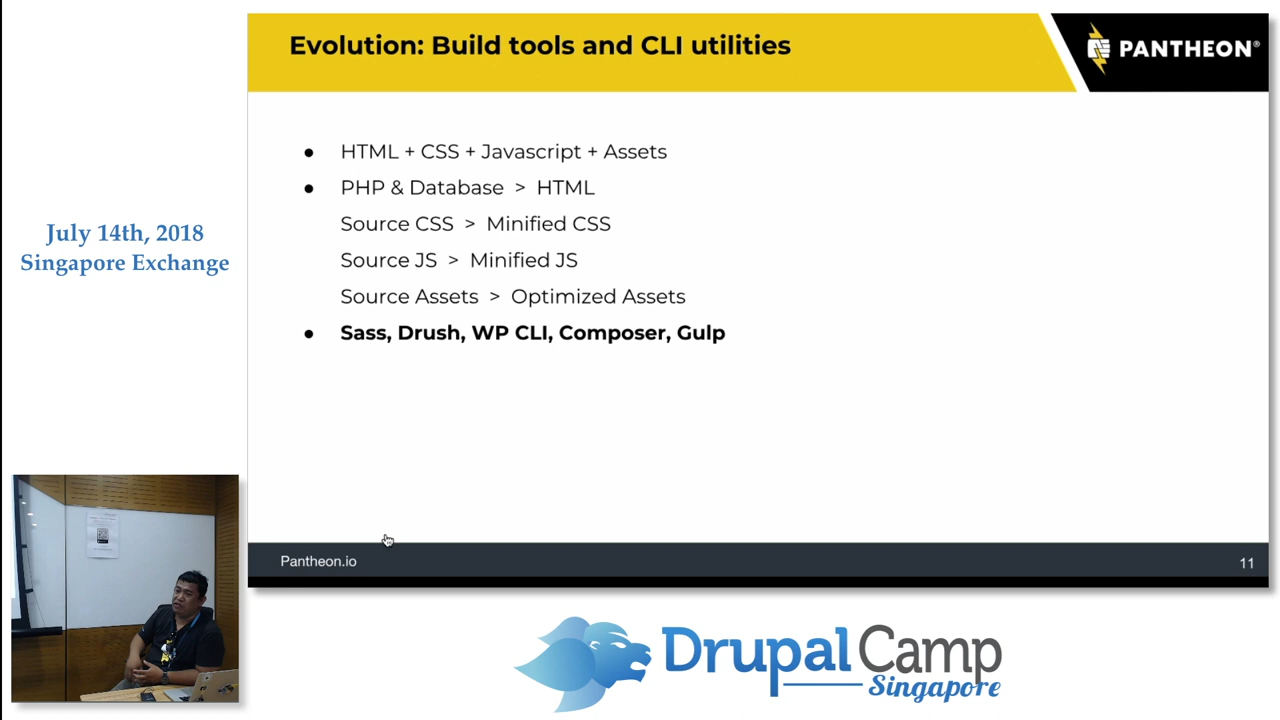 Evolution: Build tools and CLI utilities
PANTHEON®
● HTML + CSS + Javascript + Assets
● PHP & Database > HTML
Source CSS > Minified CSS
Source JS > Minified JS
Source Assets > Optimized Assets
● Sass, Drush, WP CLI, Composer, Gulp
July 14th, 2018
Singapore Exchange
Pantheon.io
11
Drupal Camp
Singapore